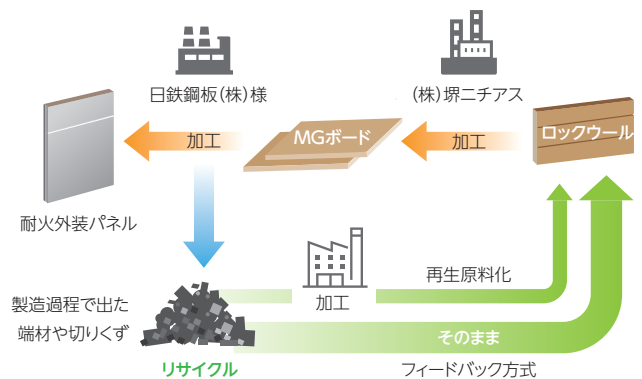 日鉄鋼板(株)様
(株)堺ニチアス
加工
MGボード
加工
ロックウール
耐火外装パネル
製造過程で出た
端材や切りくず
リサイクル
加工
再生原料化
そのまま
フィードバック方式